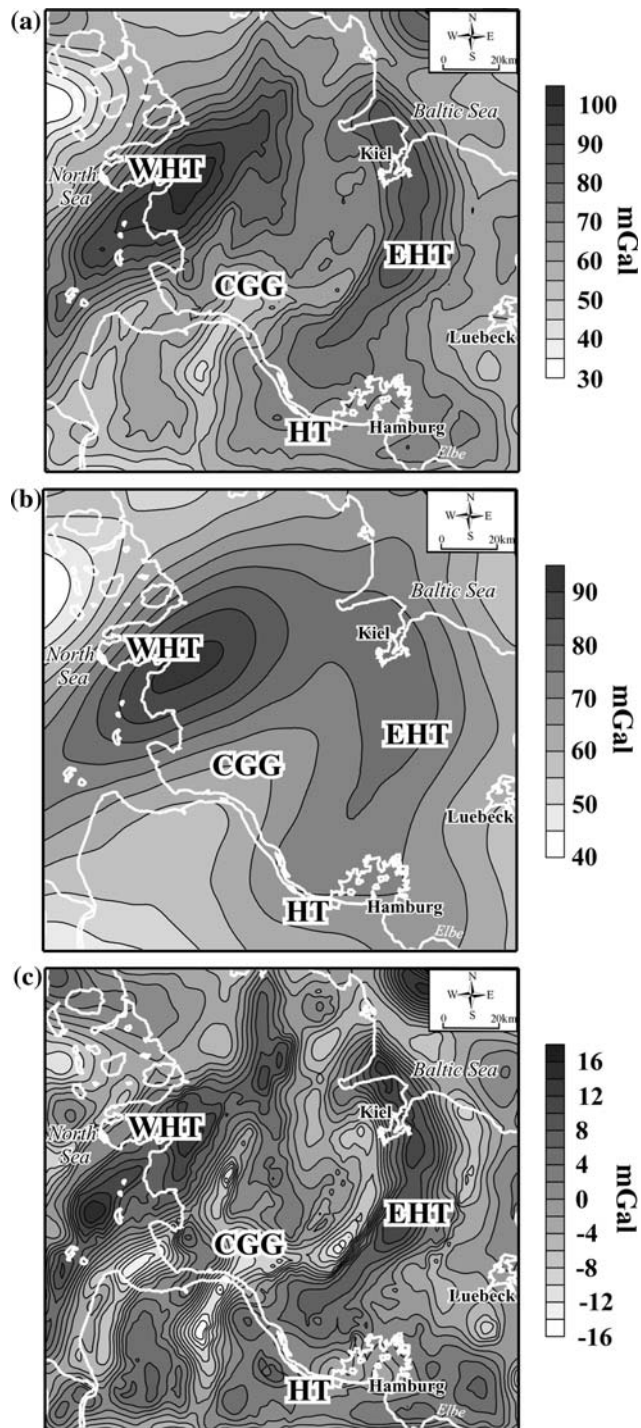 (a)
N
W E
S
0 20km
Baltic Sea
Kiel
North
Sea
WHT
EHT
CGG
Luebeck
HT
Hamburg
Elbe
100
90
80
70
60
50
40
30
mGal
(b)
N
W E
S
0 20km
Baltic Sea
Kiel
North
Sea
WHT
EHT
CGG
Luebeck
HT
Hamburg
Elbe
90
80
70
60
50
40
mGal
(c)
N
W E
S
0 20km
Baltic Sea
Kiel
North
Sea
WHT
EHT
CGG
Luebeck
HT
Hamburg
Elbe
16
12
8
4
0
-4
-8
-12
-16
mGal